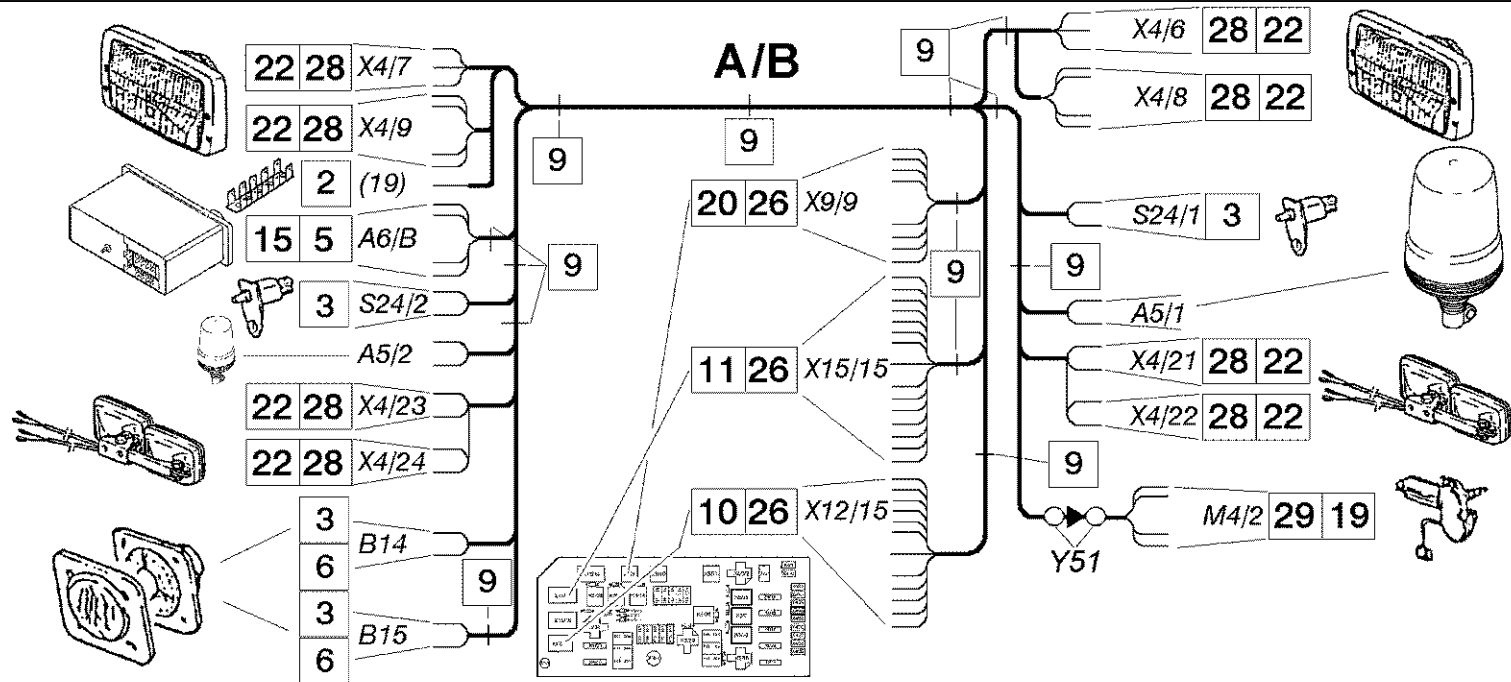 A/B
22 28 X4/7
22 28 X4/9
2 (19)
15 5 A6/B
3 S24/2
A5/2
22 28 X4/23
22 28 X4/24
3
B14
6
3
B15
6
9
9
9
9
9
20 26 X9/9
11 26 X15/15
10 26 X12/15
9
9
9
X4/6 28 22
X4/8 28 22
S24/1 3
A5/1
X4/21 28 22
X4/22 28 22
M4/2 29 19
Y51